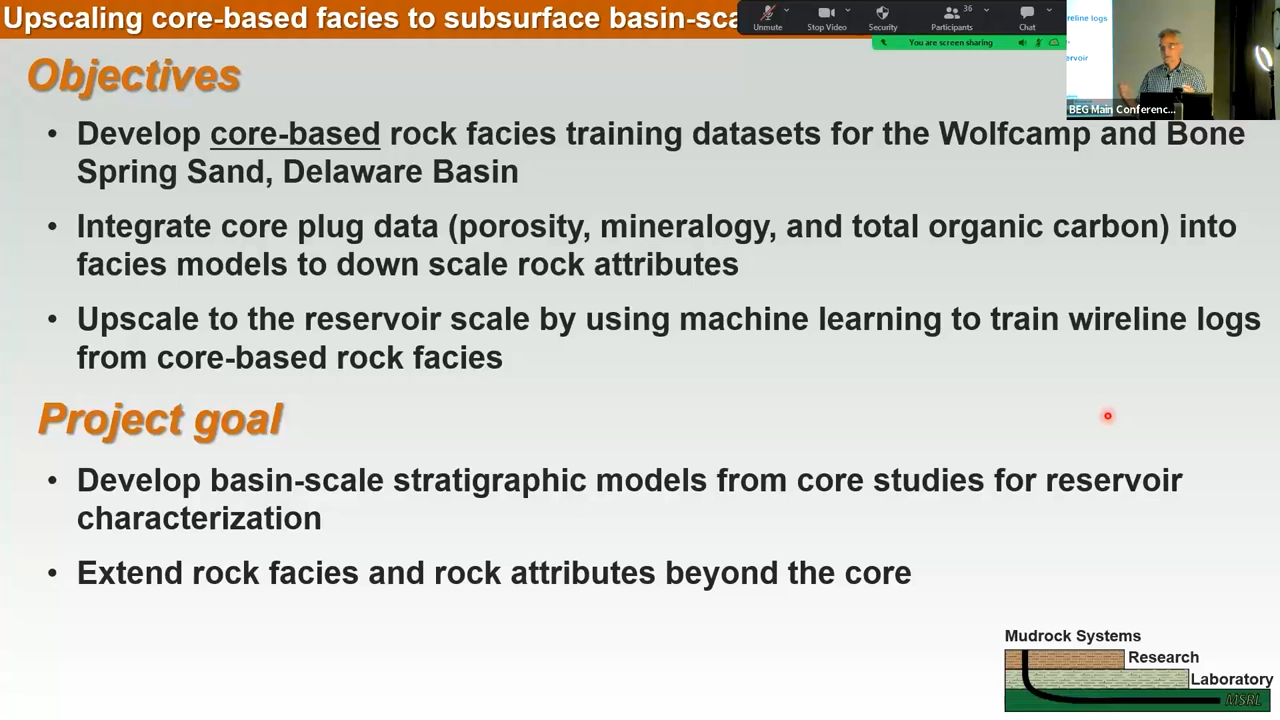 Upscaling core-based facies to subsurface basin-sca
Unmute
Stop Video
Security
36
Participants
Chat
You are screen sharing
reline logs
ervoir
BEG Main Conferenc...
Objectives
• Develop core-based rock facies training datasets for the Wolfcamp and Bone
Spring Sand, Delaware Basin
• Integrate core plug data (porosity, mineralogy, and total organic carbon) into
facies models to down scale rock attributes
• Upscale to the reservoir scale by using machine learning to train wireline logs
from core-based rock facies
Project goal
• Develop basin-scale stratigraphic models from core studies for reservoir
characterization
• Extend rock facies and rock attributes beyond the core
Mudrock Systems
Research
Laboratory
MSRL